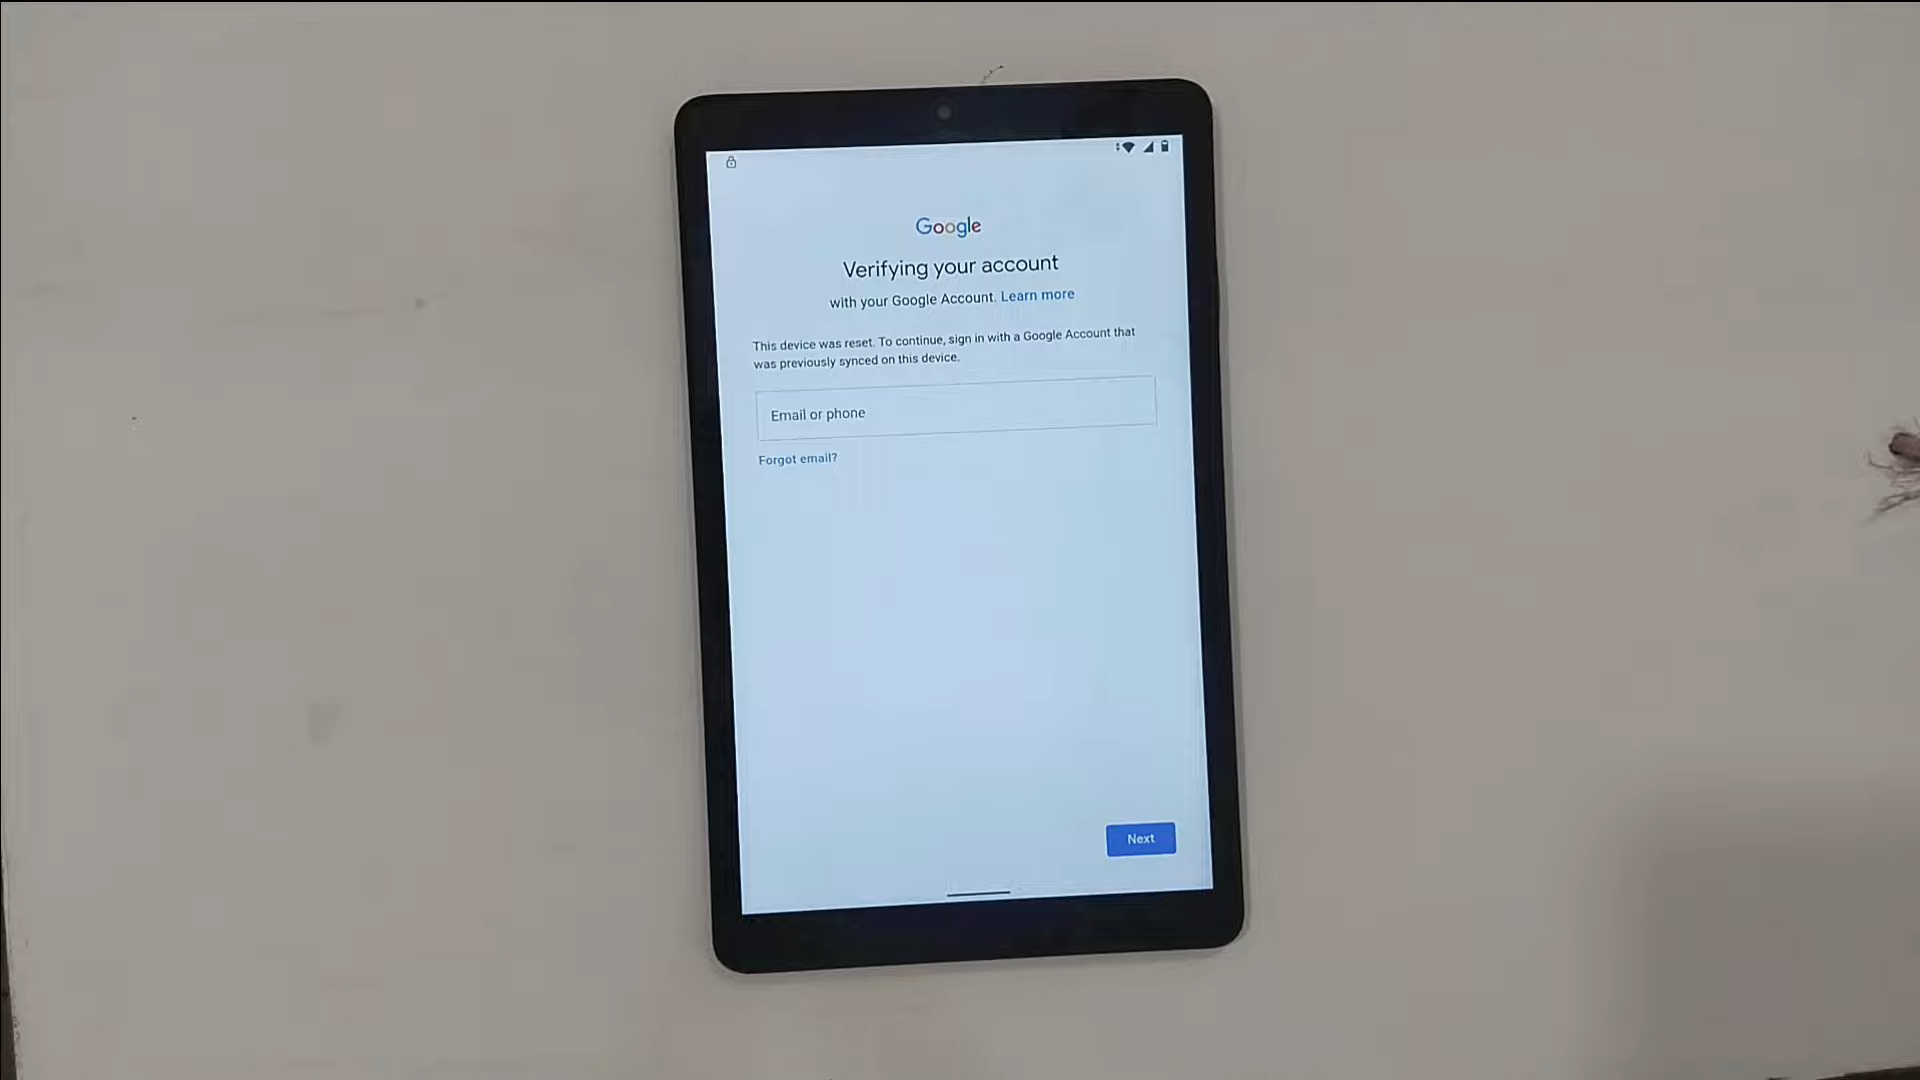 Google
Verifying your account
with your Google Account. Learn more
This device was reset. To continue, sign in with a Google Account that
was previously synced on this device.
Email or phone
Forgot email?
Next